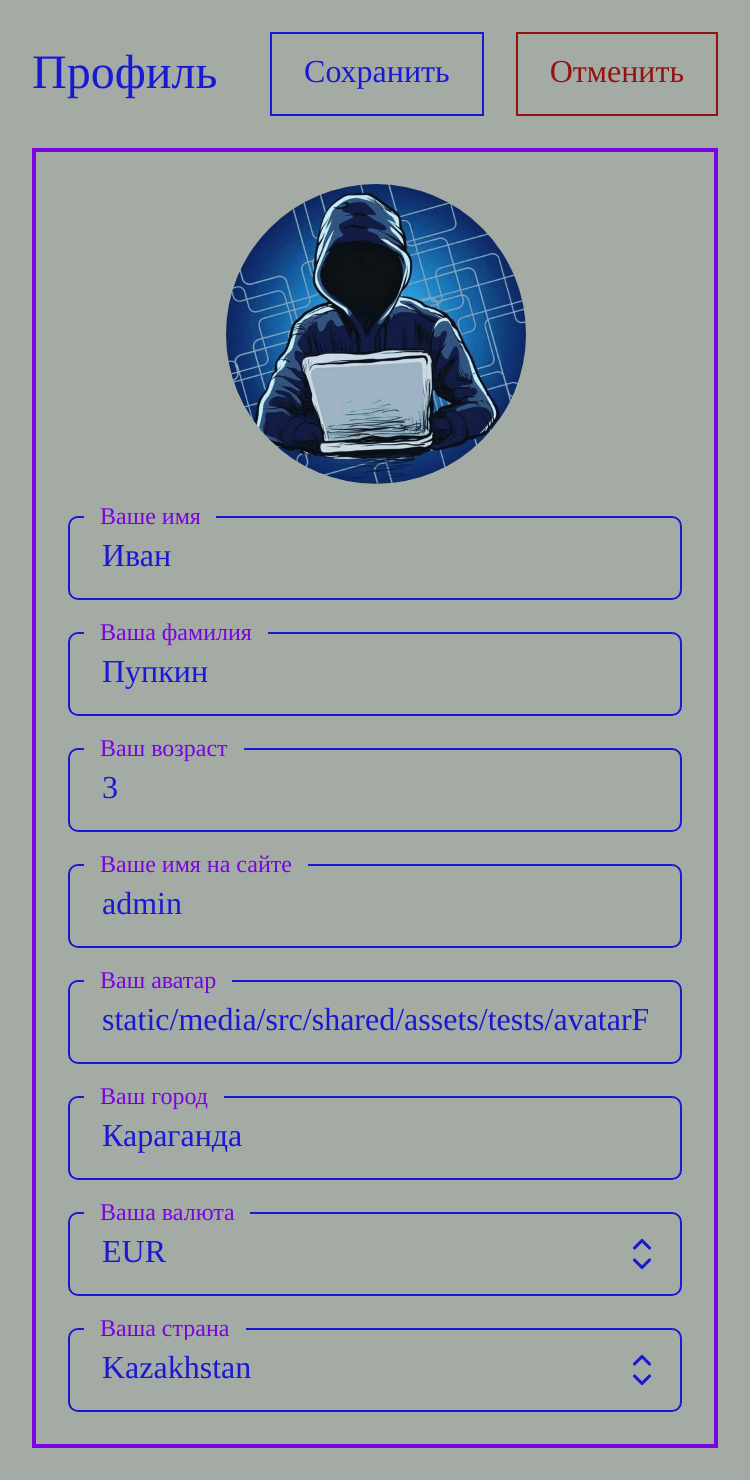 Профиль
Сохранить
Отменить
Ваше имя
Иван
Ваша фамилия
Пупкин
Ваш возраст
3
Ваше имя на сайте
admin
Ваш аватар
static/media/src/shared/assets/tests/avatarF
Ваш город
Караганда
Ваша валюта
EUR
Ваша страна
Kazakhstan